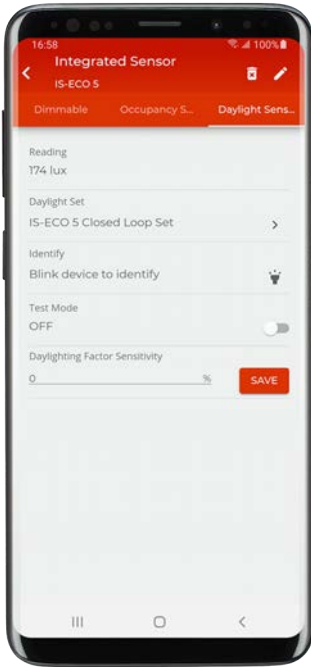 16:58 100%
Integrated Sensor
IS-ECO 5
Dimmable Occupancy S... Daylight Sens...
Reading
174 lux
Daylight Set
IS-ECO 5 Closed Loop Set
Identify
Blink device to identify
Test Mode
OFF
Daylighting Factor Sensitivity
0 % SAVE